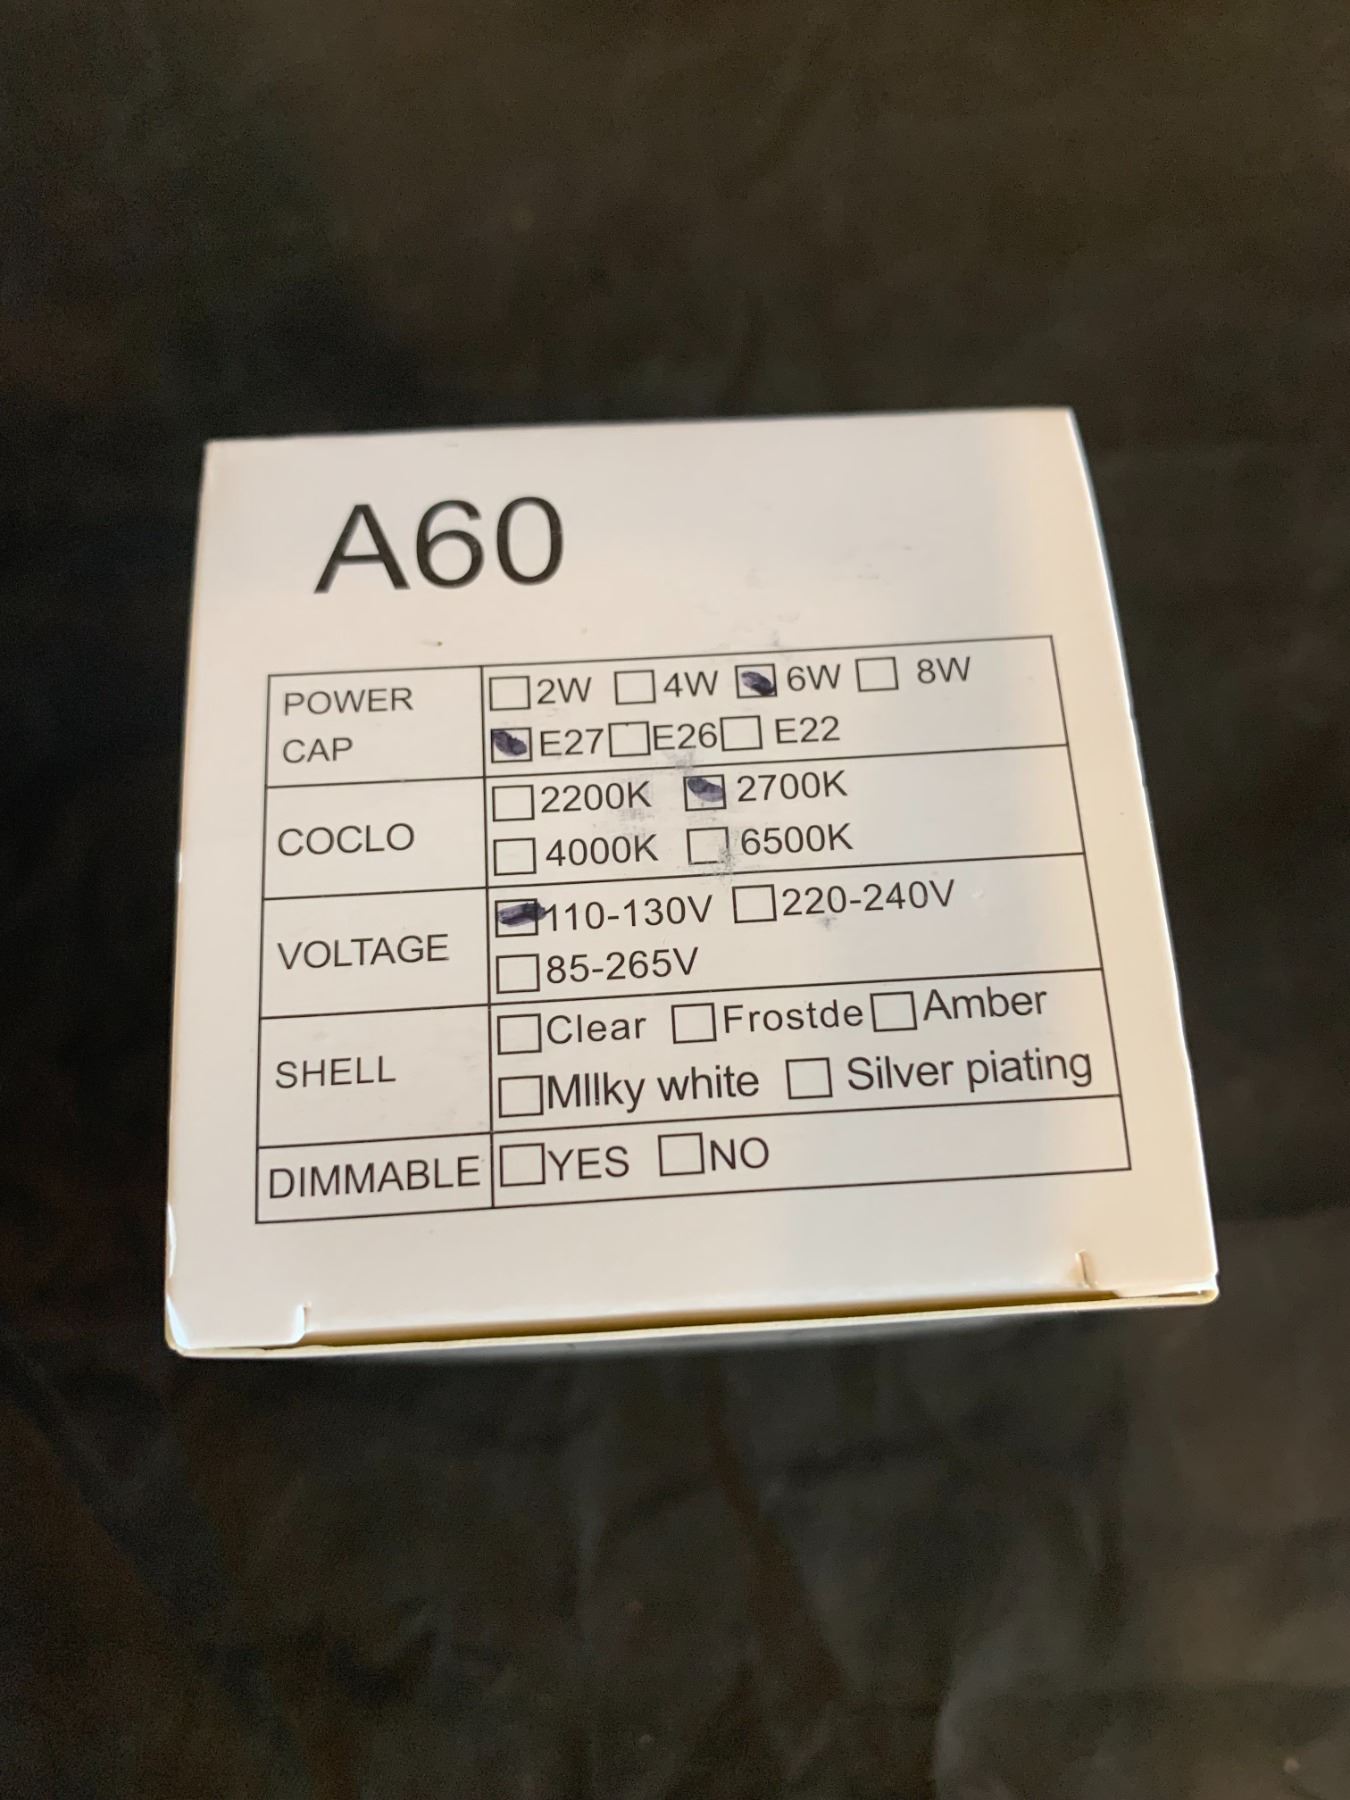 A60
POWER 2W 4W 6W 8W
CAP E27 E26 E22
COCLO 2200K 2700K
4000K 6500K
VOLTAGE 110-130V 220-240V
85-265V
SHELL Clear Frostde Amber
MIlky white Silver piating
DIMMABLE YES NO